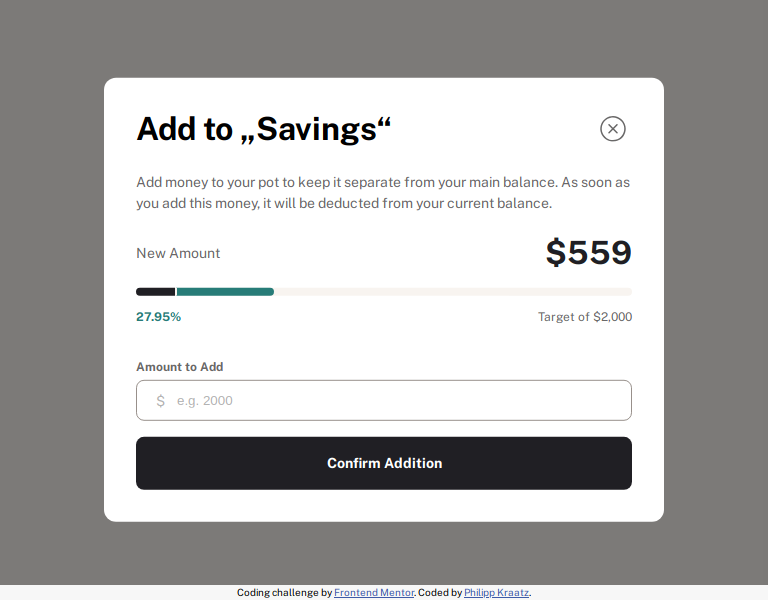 Add to „Savings“
Add money to your pot to keep it separate from your main balance. As soon as
you add this money, it will be deducted from your current balance.
New Amount
$559
27.95%
Target of $2,000
Amount to Add
$ e.g. 2000
Confirm Addition
Coding challenge by Frontend Mentor. Coded by Philipp Kraatz.